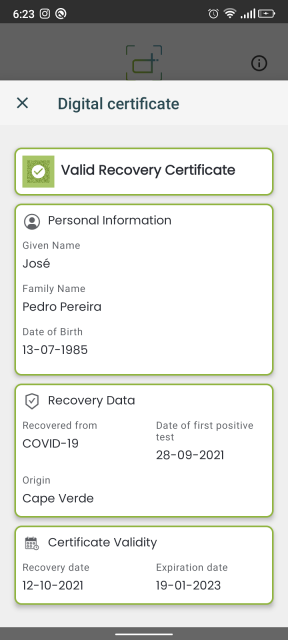 6:23
Digital certificate
Valid Recovery Certificate
Personal Information
Given Name
José
Family Name
Pedro Pereira
Date of Birth
13-07-1985
Recovery Data
Recovered from
COVID-19
Date of first positive
test
28-09-2021
Origin
Cape Verde
Certificate Validity
Recovery date
12-10-2021
Expiration date
19-01-2023